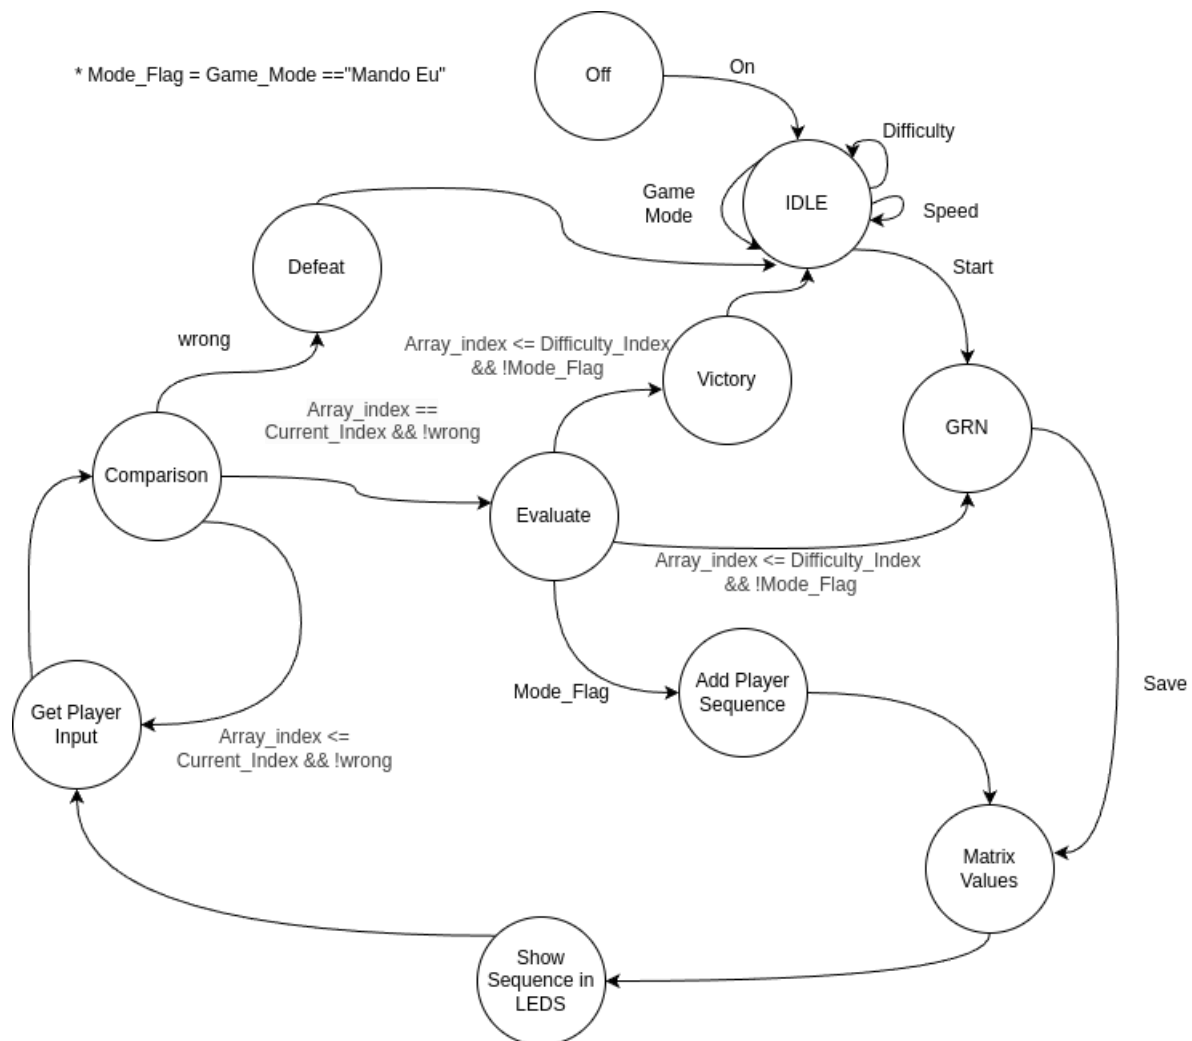 Off
On
* Mode_Flag = Game_Mode =="Mando Eu"
Difficulty
Game
Mode
IDLE
Speed
Defeat
Start
wrong
Array_index <= Difficulty_Index
&& !Mode_Flag
Victory
Array_index ==
Current_Index && !wrong
GRN
Comparison
Evaluate
Array_index <= Difficulty_Index
&& !Mode_Flag
Add Player
Sequence
Mode_Flag
Save
Get Player
Input
Array_index <=
Current_Index && !wrong
Matrix
Values
Show
Sequence in
LEDS